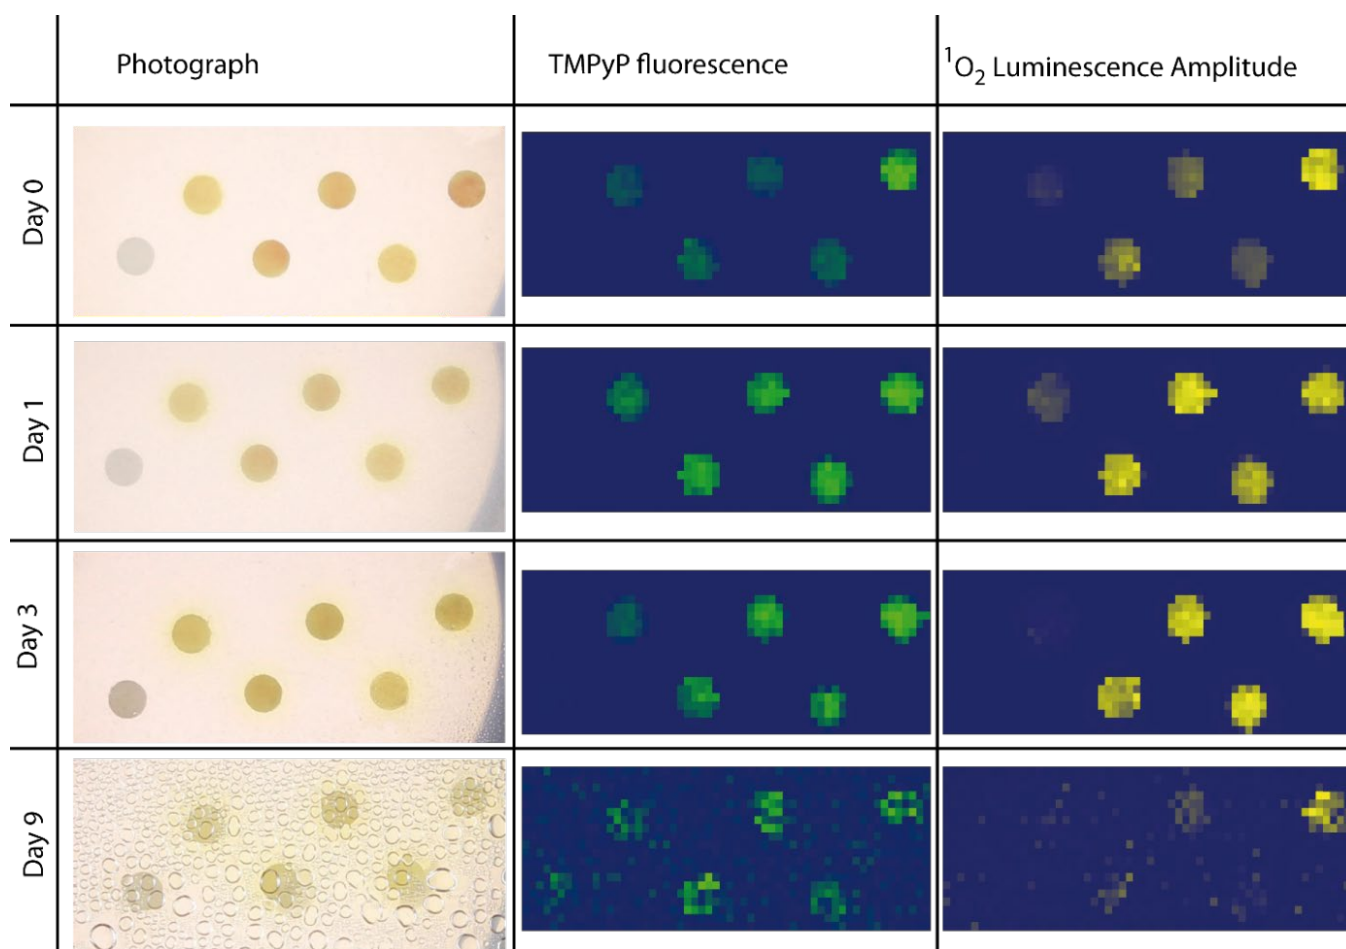 Photograph
TMPyP fluorescence
¹O₂ Luminescence Amplitude
Day 0
Day 1
Day 3
Day 9